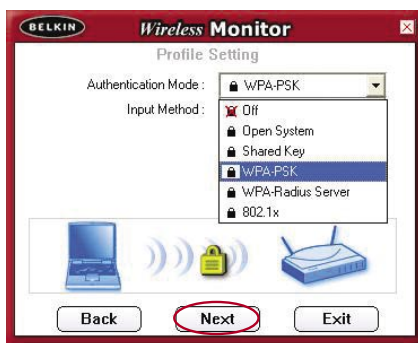 BELKIN Wireless Monitor
Profile Setting
Authentication Mode : WPA-PSK
Input Method :
Off
Open System
Shared Key
WPA-PSK
WPA-Radius Server
802.1x
Back Next Exit